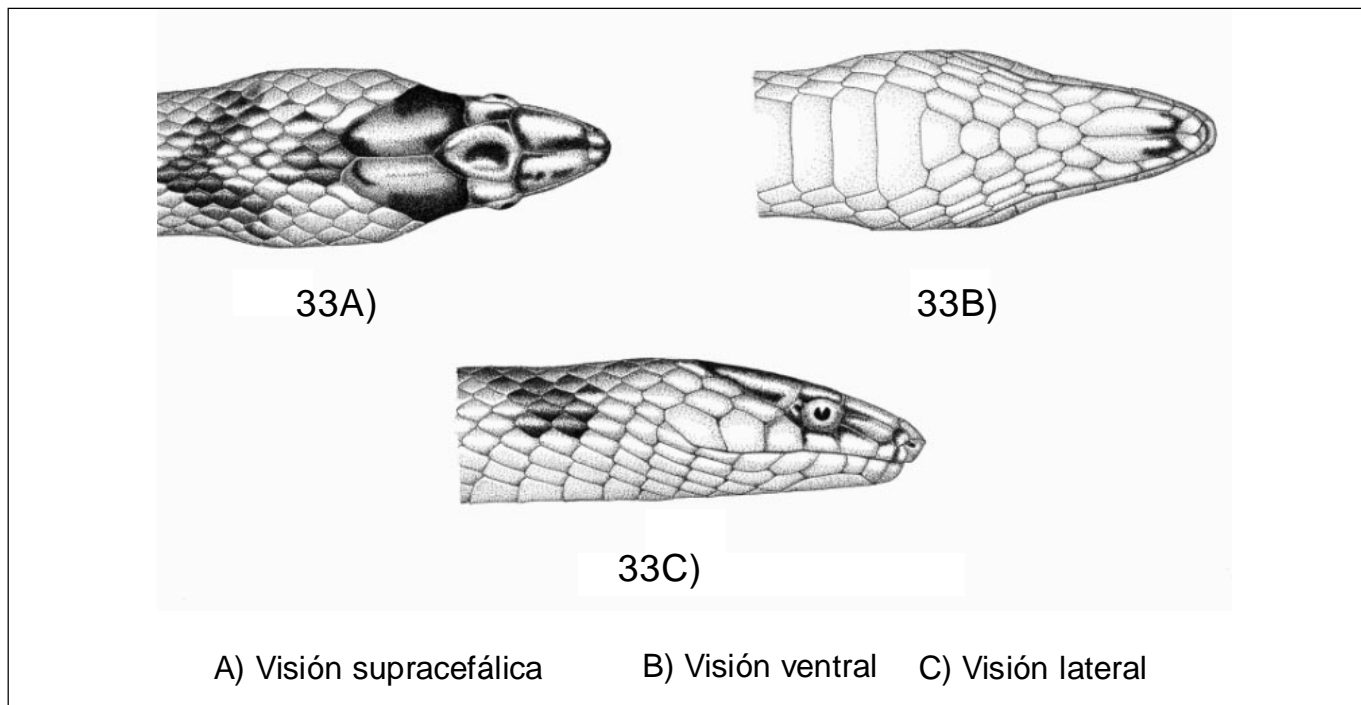 33A)
33B)
33C)
A) Visión supracefálica B) Visión ventral C) Visión lateral